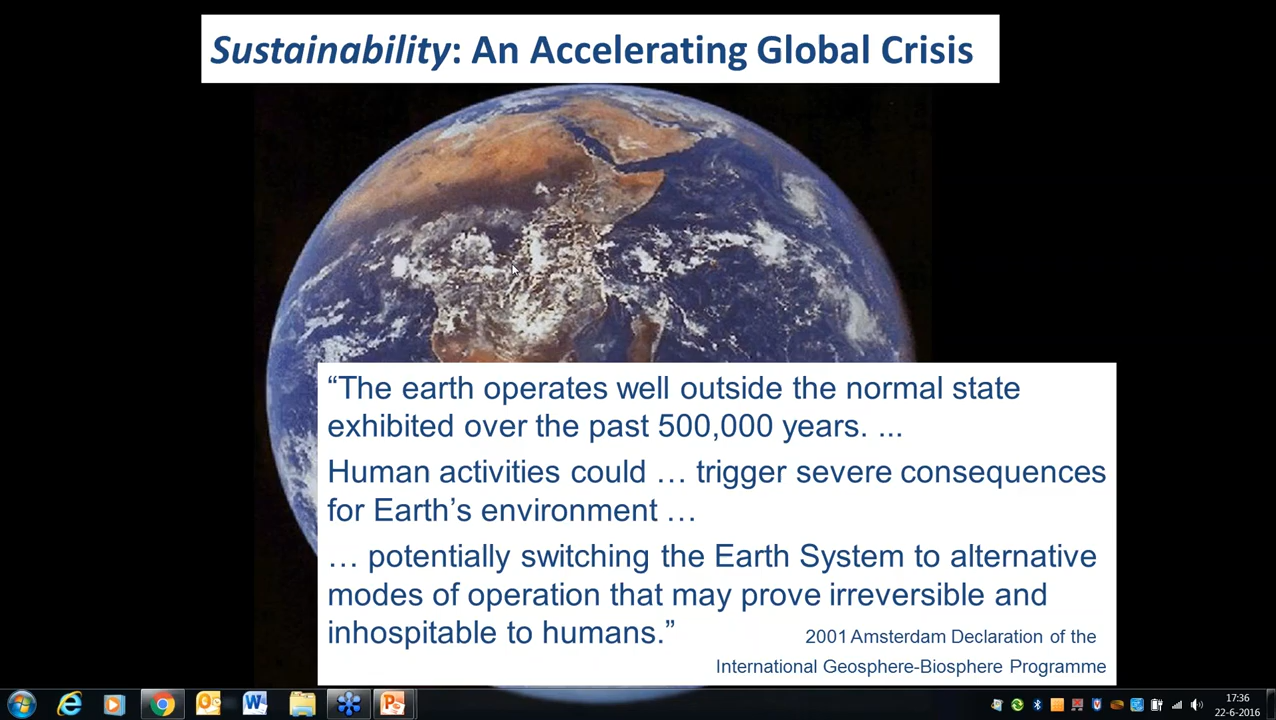 Sustainability: An Accelerating Global Crisis
“The earth operates well outside the normal state
exhibited over the past 500,000 years. ...
Human activities could … trigger severe consequences
for Earth’s environment …
… potentially switching the Earth System to alternative
modes of operation that may prove irreversible and
inhospitable to humans.” 2001 Amsterdam Declaration of the
International Geosphere-Biosphere Programme
17:36
22-6-2016